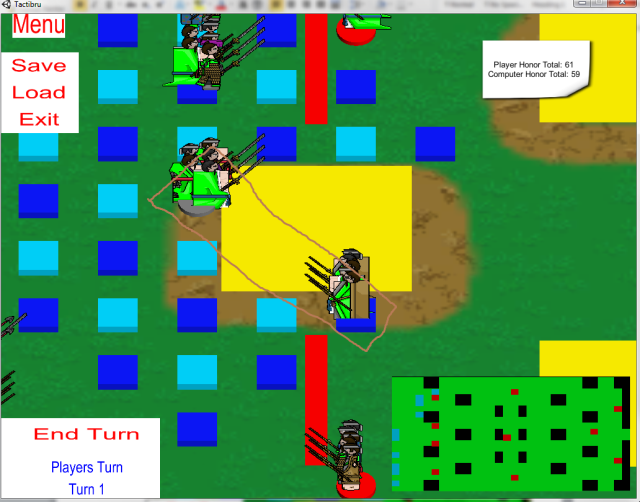 Tactibru
Menu
Save
Load
Exit
Player Honor Total: 61
Computer Honor Total: 59
End Turn
Players Turn
Turn 1